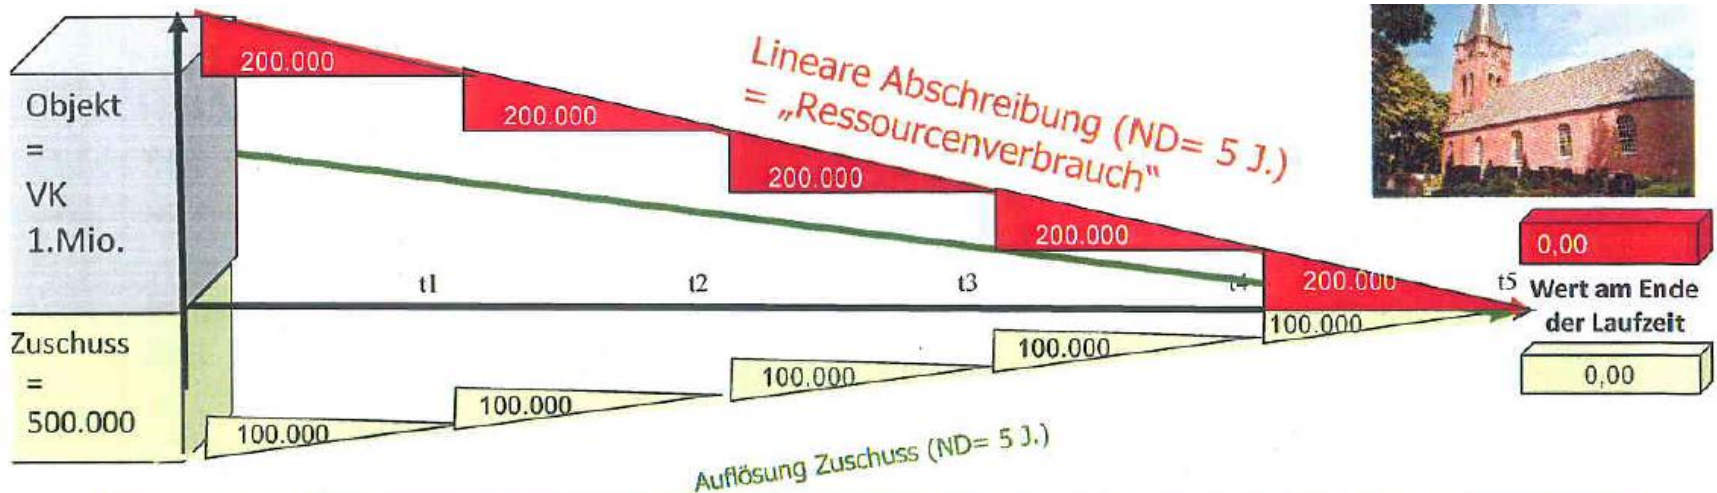 200.000
Objekt
=
VK
1.Mio.
200.000
200.000
200.000
200.000
Lineare Abschreibung (ND= 5 J.)
= „Ressourcenverbrauch“
t1
t2
t3
t4
t5
0,00
Wert am Ende
der Laufzeit
0,00
Zuschuss
=
500.000
100.000
100.000
100.000
100.000
100.000
Auflösung Zuschuss (ND= 5 J.)